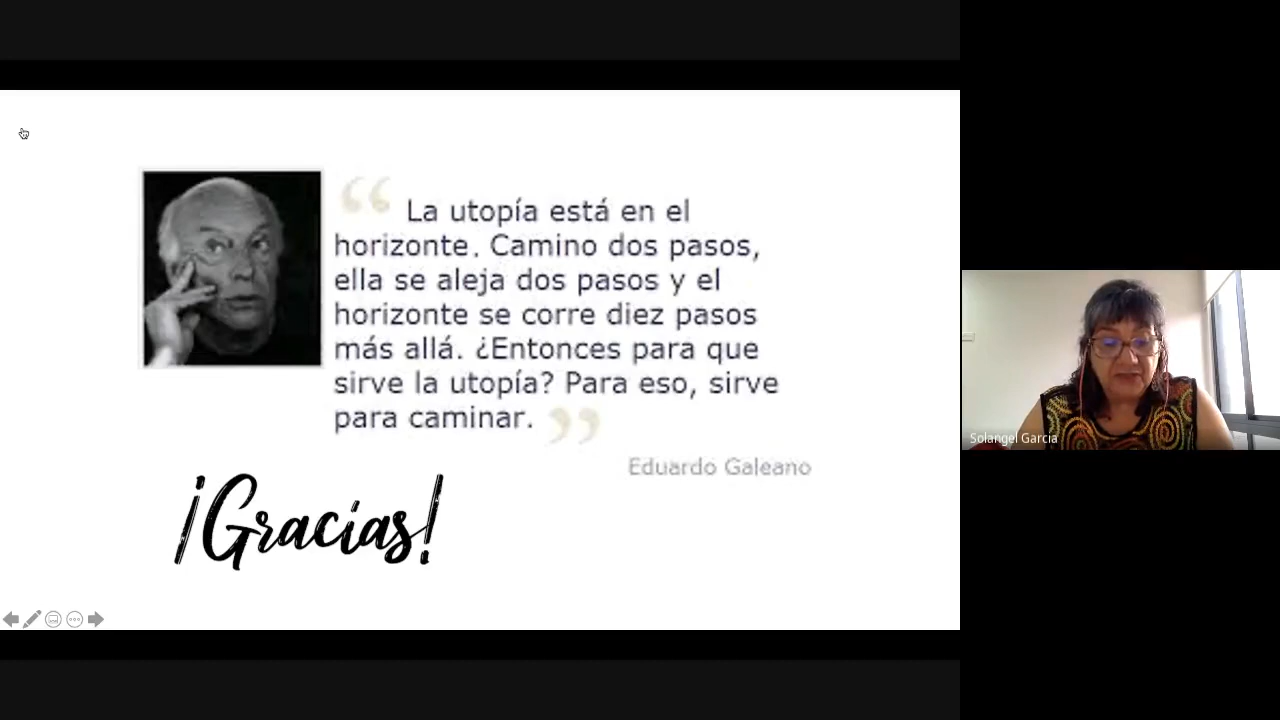 “ La utopía está en el
horizonte. Camino dos pasos,
ella se aleja dos pasos y el
horizonte se corre diez pasos
más allá. ¿Entonces para que
sirve la utopía? Para eso, sirve
para caminar. ”
Eduardo Galeano
¡Gracias!
Solangel Garcia